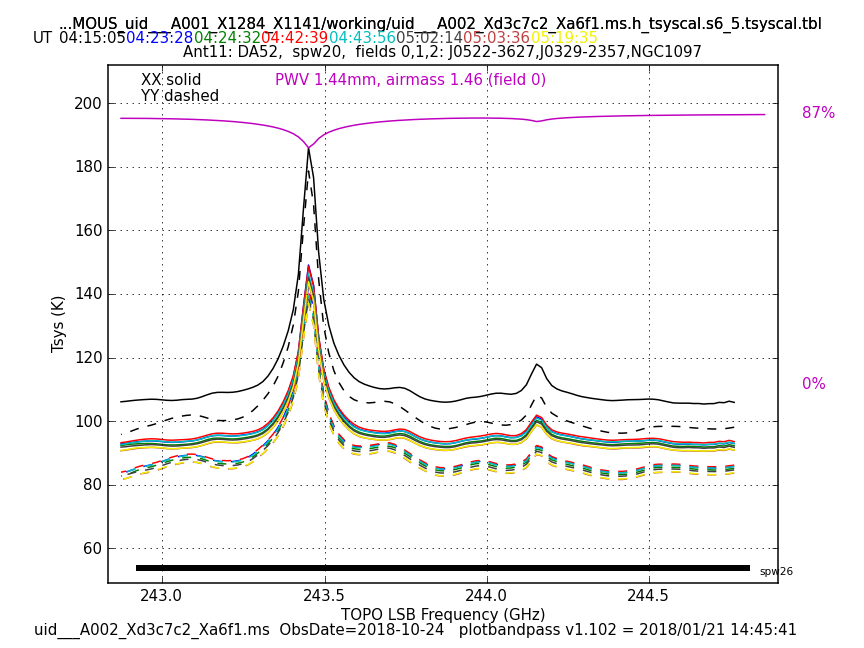 ...MOUS_uid___A001_X1284_X1141/working/uid___A002_Xd3c7c2_Xa6f1.ms.h_tsyscal.s6_5.tsyscal.tbl
UT 04:15:05 04:23:28 04:24:32 04:42:39 04:43:56 05:02:14 05:03:36 05:19:35
Ant11: DA52, spw20, fields 0,1,2: J0522-3627,J0329-2357,NGC1097
XX solid
YY dashed
PWV 1.44mm, airmass 1.46 (field 0)
87%
0%
200
180
160
140
120
100
80
60
Tsys (K)
spw26
243.0 243.5 244.0 244.5
TOPO LSB Frequency (GHz)
uid___A002_Xd3c7c2_Xa6f1.ms ObsDate=2018-10-24 plotbandpass v1.102 = 2018/01/21 14:45:41